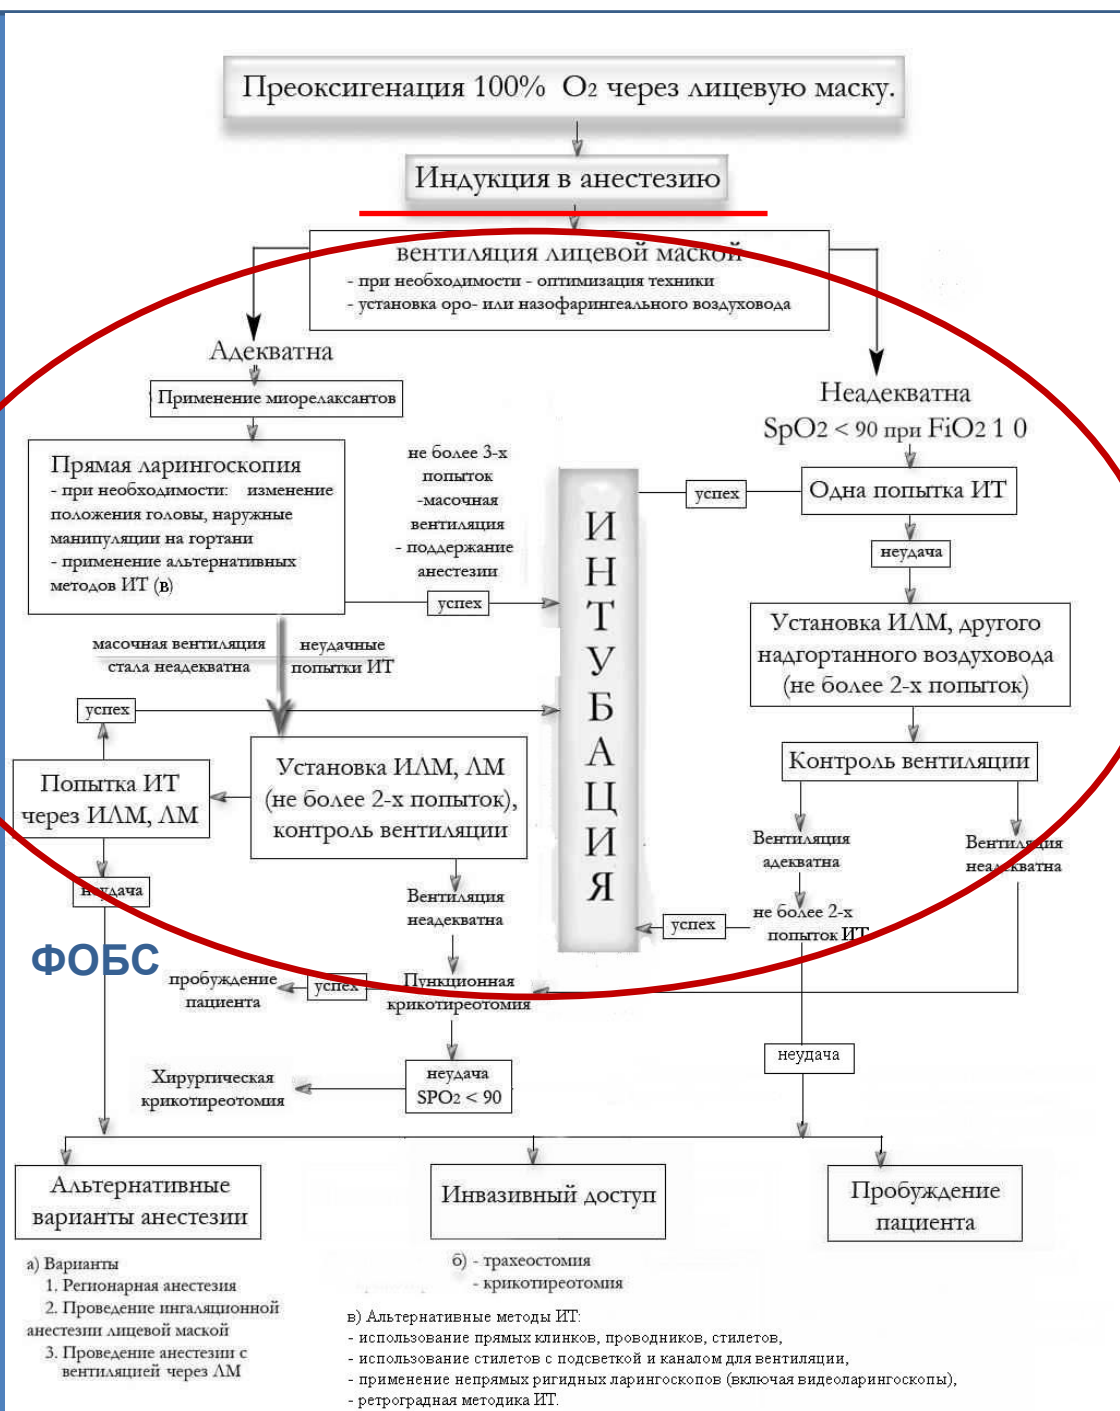 Преоксигенация 100% O2 через лицевую маску.
Индукция в анестезию
вентиляция лицевой маской
- при необходимости - оптимизация техники
- установка оро- или назофарингеального воздуховода
Адекватна
Применение миорелаксантов
Прямая ларингоскопия
- при необходимости: изменение
положения головы, наружные
манипуляции на гортани
- применение альтернативных
методов ИТ (в)
не более 3-х
попыток
-масочная
вентиляция
- поддержание
анестезии
успех
масочная вентиляция
стала неадекватна
неудачные
попытки ИТ
успех
Попытка ИТ
через ИЛМ, ЛМ
неудача
Установка ИЛМ, ЛМ
(не более 2-х попыток),
контроль вентиляции
Вентиляция
неадекватна
ФОБС
Пункционная
крикотиреотомия
успех
пробуждение
пациента
неудача
SPO2 < 90
Хирургическая
крикотиреотомия
ИНТУБАЦИЯ
Неадекватна
SpO2 < 90 при FiO2 1 0
Одна попытка ИТ
успех
неудача
Установка ИЛМ, другого
надгортанного воздуховода
(не более 2-х попыток)
Контроль вентиляции
Вентиляция
адекватна
Вентиляция
неадекватна
не более 2-х
попыток ИТ
успех
неудача
Альтернативные
варианты анестезии
Инвазивный доступ
Пробуждение
пациента
а) Варианты
1. Регионарная анестезия
2. Проведение ингаляционной
анестезии лицевой маской
3. Проведение анестезии с
вентиляцией через ЛМ
б) - трахеостомия
- крикотиреотомия
в) Альтернативные методы ИТ:
- использование прямых клинков, проводников, стилетов,
- использование стилетов с подсветкой и каналом для вентиляции,
- применение непрямых ригидных ларингоскопов (включая видеоларингоскопы),
- ретроградная методика ИТ.